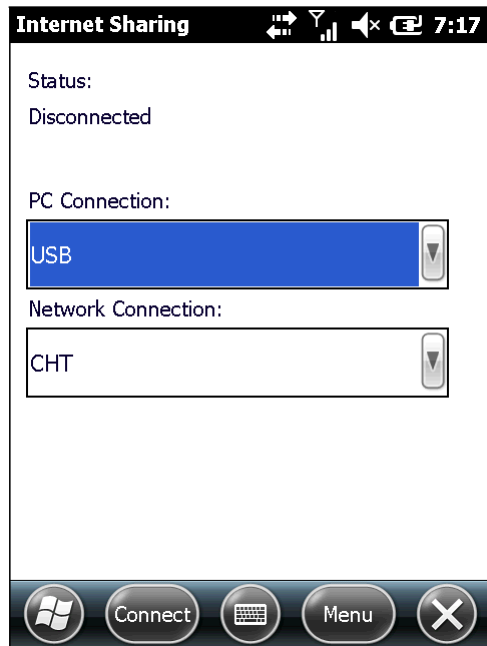 Internet Sharing 7:17
Status:
Disconnected
PC Connection:
USB
Network Connection:
CHT
Connect Menu